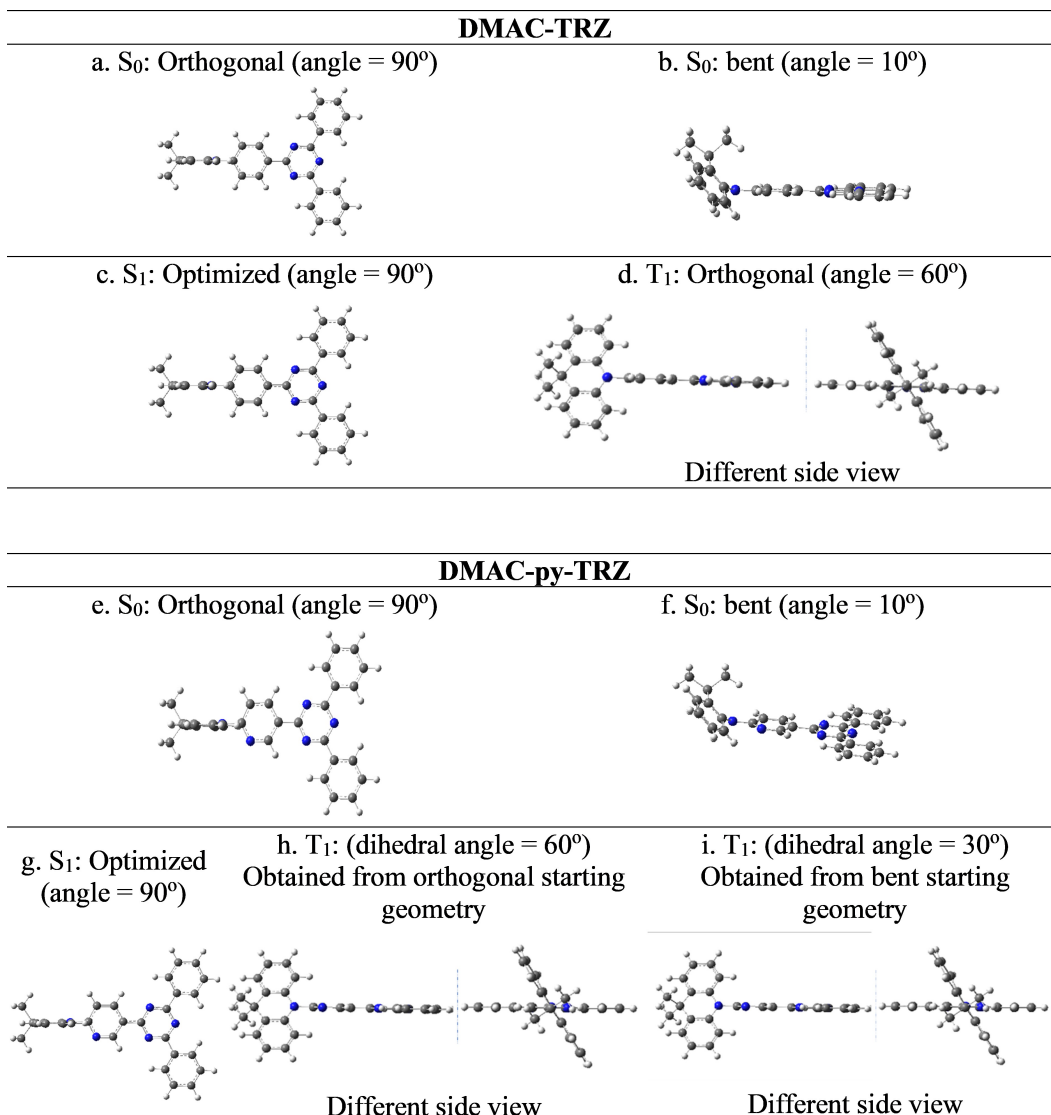 DMAC-TRZ
a. S₀: Orthogonal (angle = 90º)
b. S₀: bent (angle = 10º)
c. S₁: Optimized (angle = 90º)
d. T₁: Orthogonal (angle = 60º)
Different side view
DMAC-py-TRZ
e. S₀: Orthogonal (angle = 90º)
f. S₀: bent (angle = 10º)
g. S₁: Optimized
(angle = 90º)
h. T₁: (dihedral angle = 60º)
Obtained from orthogonal starting
geometry
i. T₁: (dihedral angle = 30º)
Obtained from bent starting
geometry
Different side view
Different side view